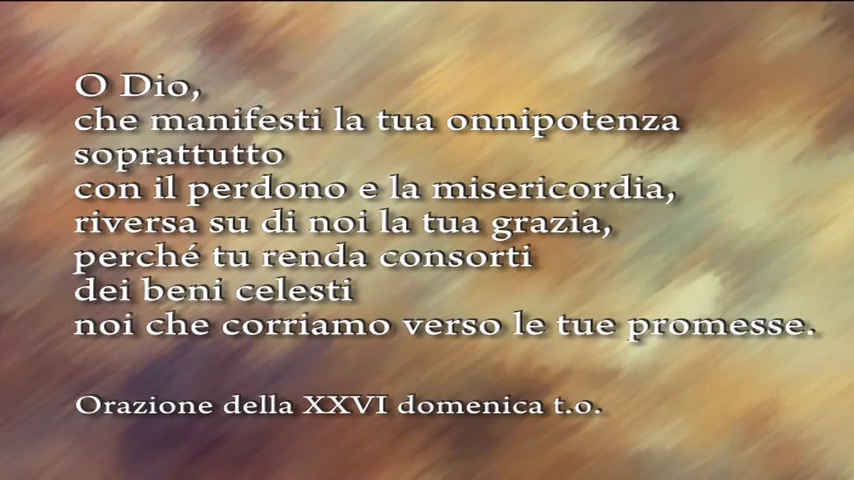 O Dio,
che manifesti la tua onnipotenza
soprattutto
con il perdono e la misericordia,
riversa su di noi la tua grazia,
perché tu renda consorti
dei beni celesti
noi che corriamo verso le tue promesse.
Orazione della XXVI domenica t.o.